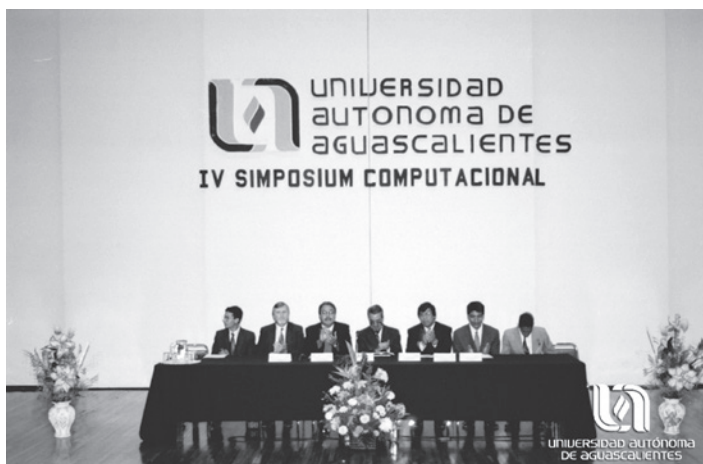 UNIVERSIDAD
AUTONOMA DE
AGUASCALIENTES
IV SIMPOSIUM COMPUTACIONAL
UNIVERSIDAD AUTÓNOMA
DE AGUASCALIENTES